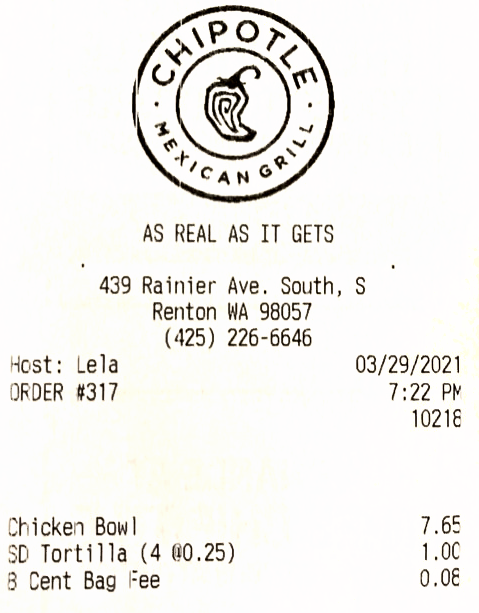 CHIPOTLE
MEXICAN GRILL
AS REAL AS IT GETS
439 Rainier Ave. South, S
Renton WA 98057
(425) 226-6646
Host: Lela 03/29/2021
ORDER #317 7:22 PM
10218
Chicken Bowl 7.65
SD Tortilla (4 @0.25) 1.00
8 Cent Bag Fee 0.08